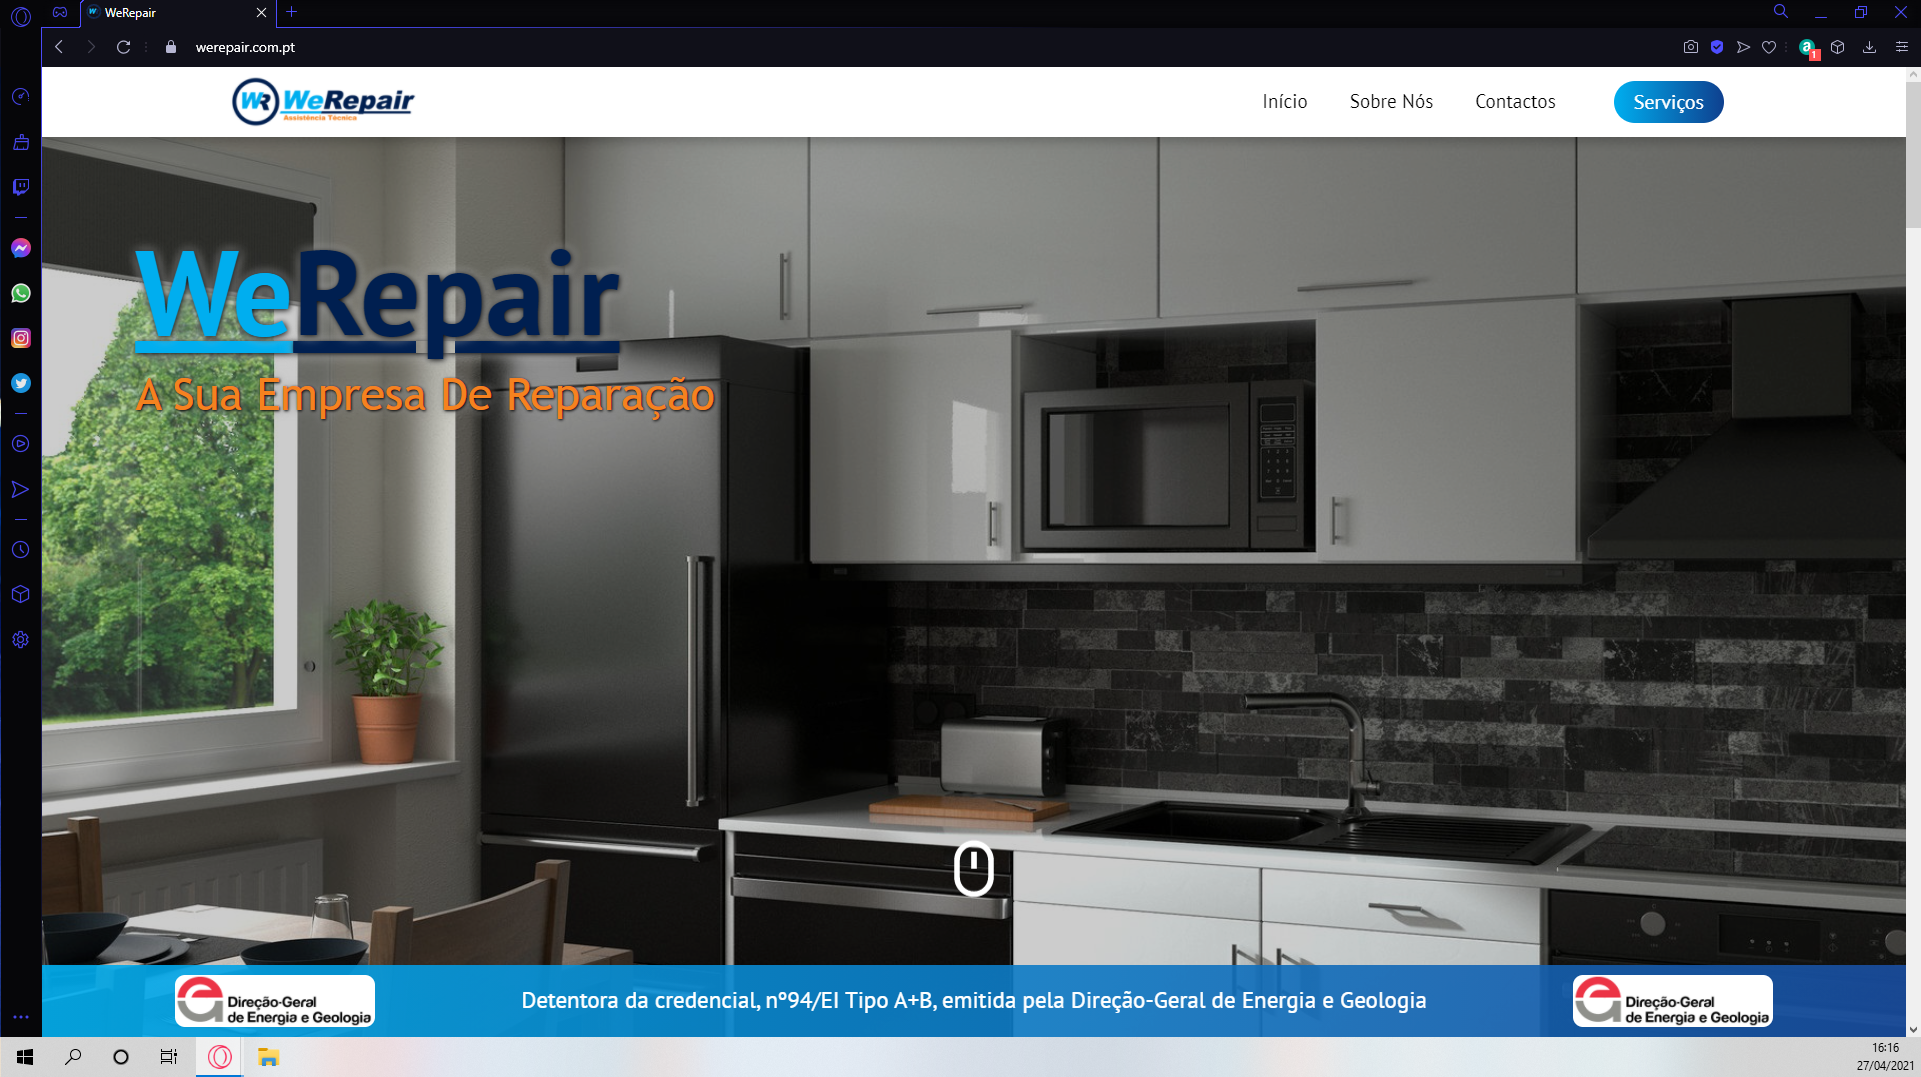 WeRepair
werepair.com.pt
1
WR WeRepair
Assistência Técnica
Início
Sobre Nós
Contactos
Serviços
WeRepair
A Sua Empresa De Reparação
Direção-Geral
de Energia e Geologia
Detentora da credencial, nº94/EI Tipo A+B, emitida pela Direção-Geral de Energia e Geologia
Direção-Geral
de Energia e Geologia
16:16
27/04/2021